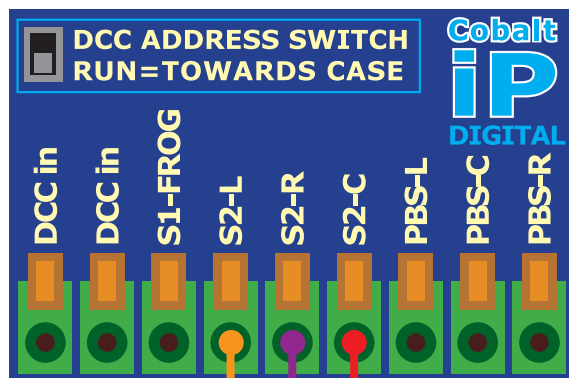 DCC ADDRESS SWITCH
RUN=TOWARDS CASE
Cobalt
iP
DIGITAL
DCC in
DCC in
S1-FROG
S2-L
S2-R
S2-C
PBS-L
PBS-C
PBS-R